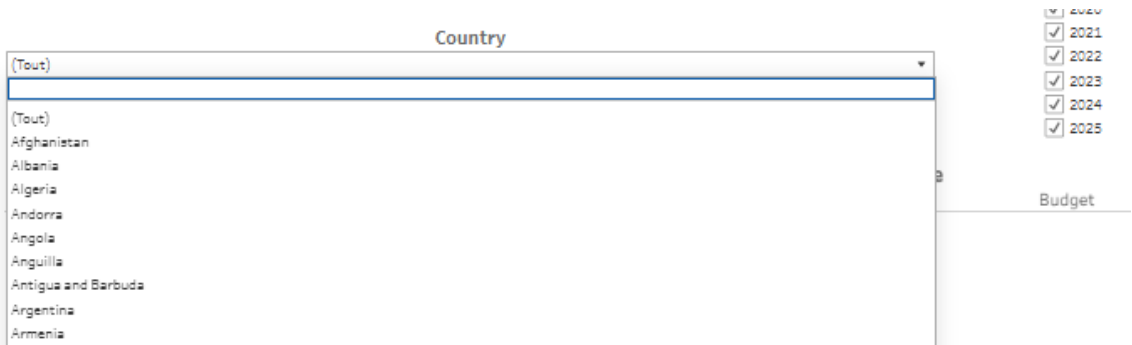 2020
Country
2021
(Tout)
2022
2023
2024
(Tout)
2025
Afghanistan
Albania
Algeria
e
Budget
Andorra
Angola
Anguilla
Antigua and Barbuda
Argentina
Armenia